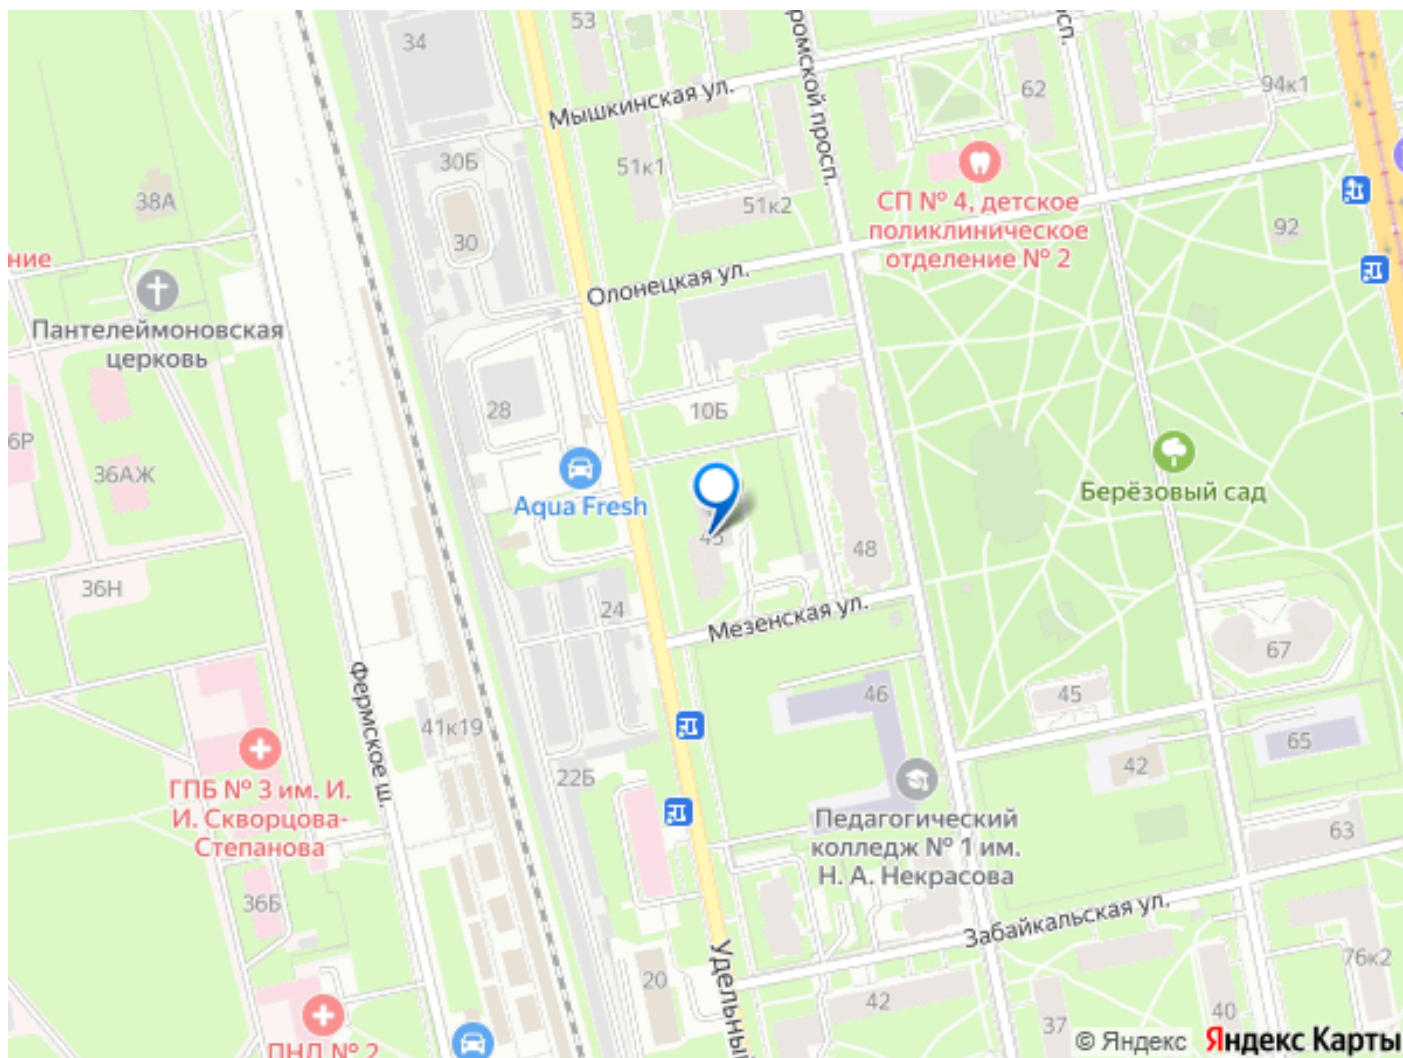 34
53
ромской просп.
сп.
62
94к1
Мышкинская ул.
30Б
51к1
51к2
38А
30
СП № 4, детское
поликлиническое
отделение № 2
92
ние
Олонецкая ул.
Пантелеймоновская
церковь
28
10Б
6Р
36АЖ
Aqua Fresh
Берёзовый сад
45
48
36Н
24
Мезенская ул.
67
Фермское ш.
46
45
41к19
65
42
22Б
ГПБ № 3 им. И.
И. Скворцова-
Степанова
Педагогический
колледж № 1 им.
Н. А. Некрасова
63
36Б
Забайкальская ул.
Удельный
20
76к2
42
40
37
ПНД № 2
© Яндекс
Яндекс Карты